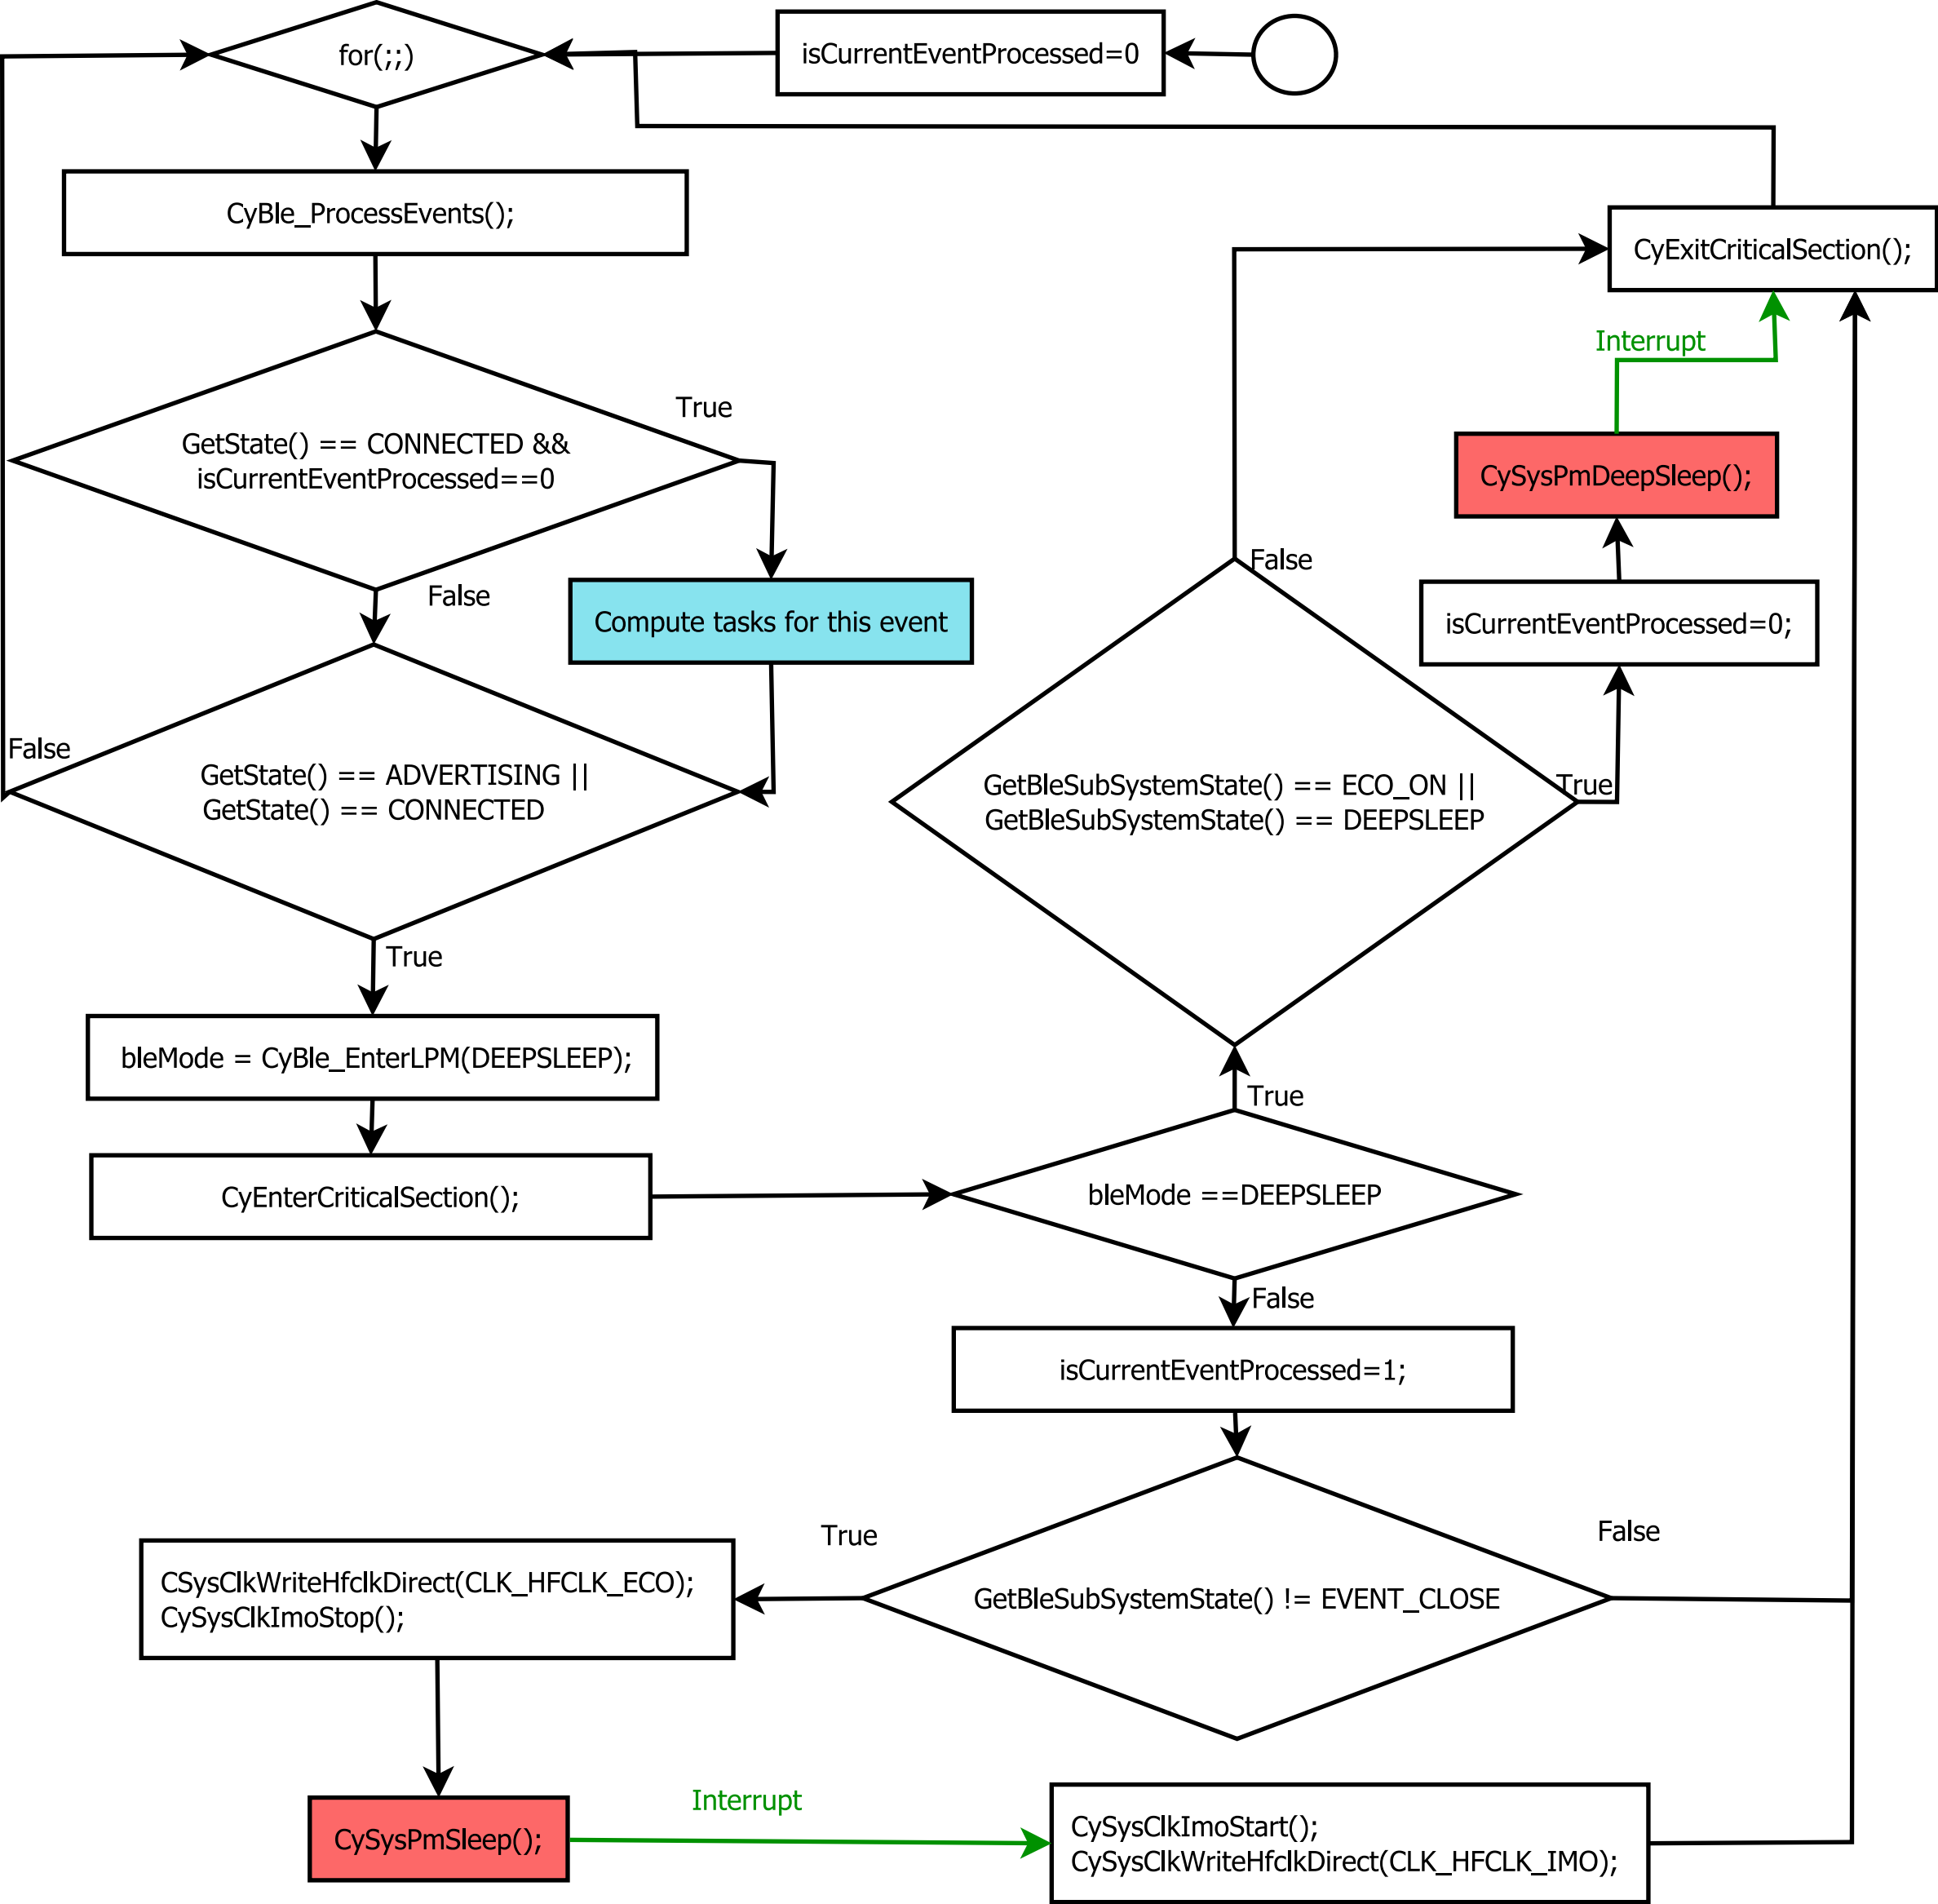 for(;;)
isCurrentEventProcessed=0
CyBle_ProcessEvents();
CyExitCriticalSection();
Interrupt
True
GetState() == CONNECTED &&
isCurrentEventProcessed==0
CySysPmDeepSleep();
False
False
Compute tasks for this event
isCurrentEventProcessed=0;
False
GetState() == ADVERTISING ||
GetState() == CONNECTED
GetBleSubSystemState() == ECO_ON ||
GetBleSubSystemState() == DEEPSLEEP
True
True
bleMode = CyBle_EnterLPM(DEEPSLEEP);
True
CyEnterCriticalSection();
bleMode ==DEEPSLEEP
False
isCurrentEventProcessed=1;
True
False
CSysClkWriteHfclkDirect(CLK_HFCLK_ECO);
CySysClkImoStop();
GetBleSubSystemState() != EVENT_CLOSE
Interrupt
CySysPmSleep();
CySysClkImoStart();
CySysClkWriteHfclkDirect(CLK_HFCLK_IMO);